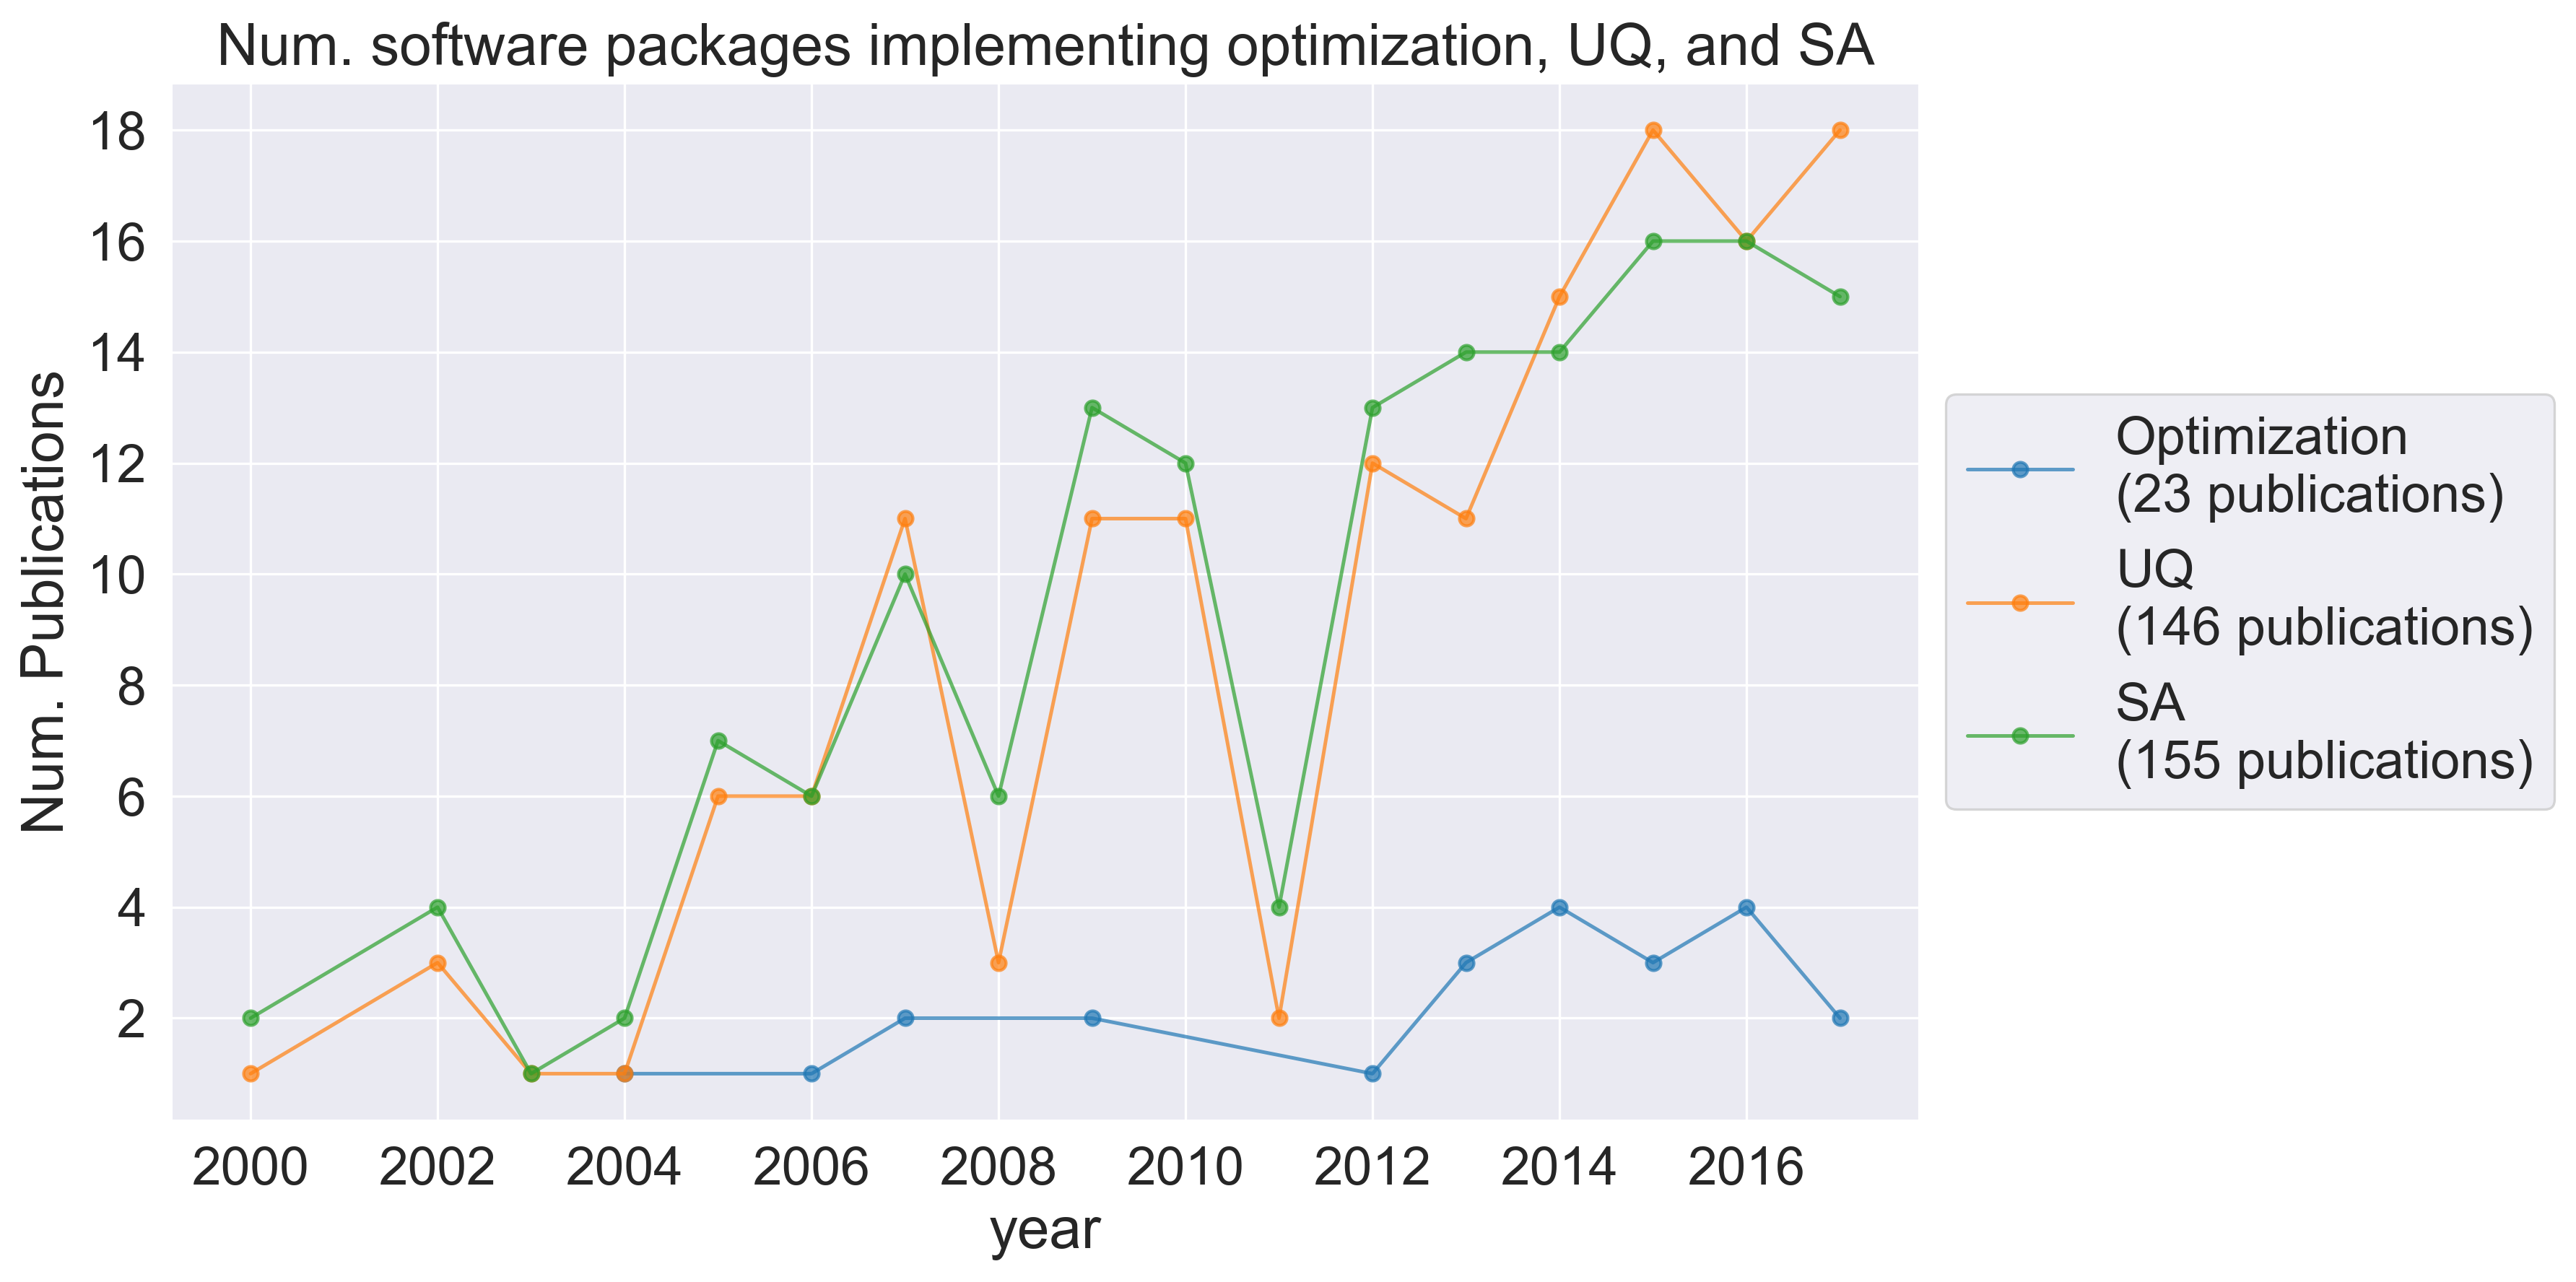 Num. software packages implementing optimization, UQ, and SA
Num. Publications
18
16
14
12
10
8
6
4
2
2000 2002 2004 2006 2008 2010 2012 2014 2016
year
Optimization
(23 publications)
UQ
(146 publications)
SA
(155 publications)